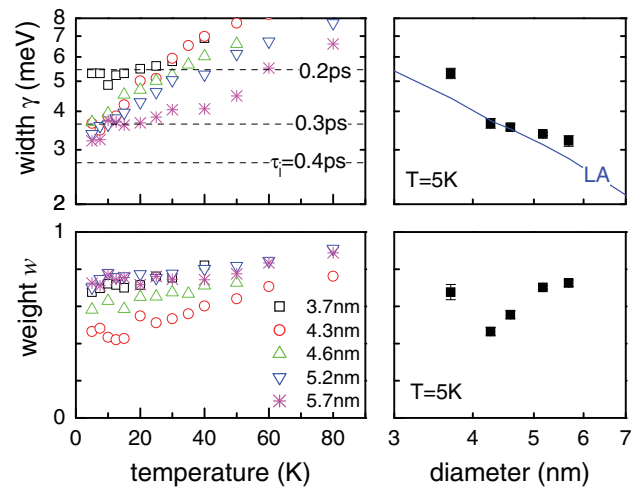 8
7
6
5
4
3
2
width γ (meV)
0.2ps
0.3ps
τi=0.4ps
T=5K
LA
1
0
weight w
3.7nm
4.3nm
4.6nm
5.2nm
5.7nm
T=5K
0 20 40 60 80
3 4 5 6 7
temperature (K)
diameter (nm)